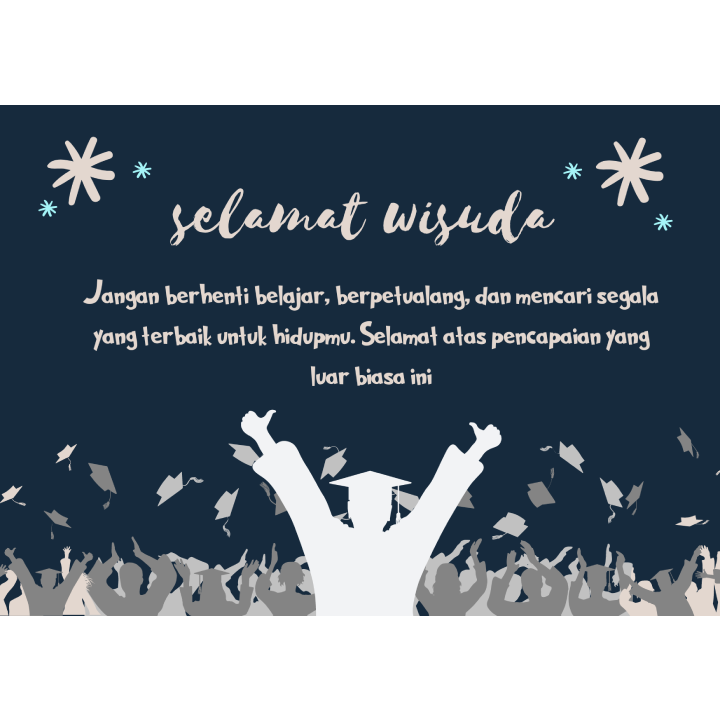 selamat wisuda
Jangan berhenti belajar, berpetualang, dan mencari segala
yang terbaik untuk hidupmu. Selamat atas pencapaian yang
luar biasa ini